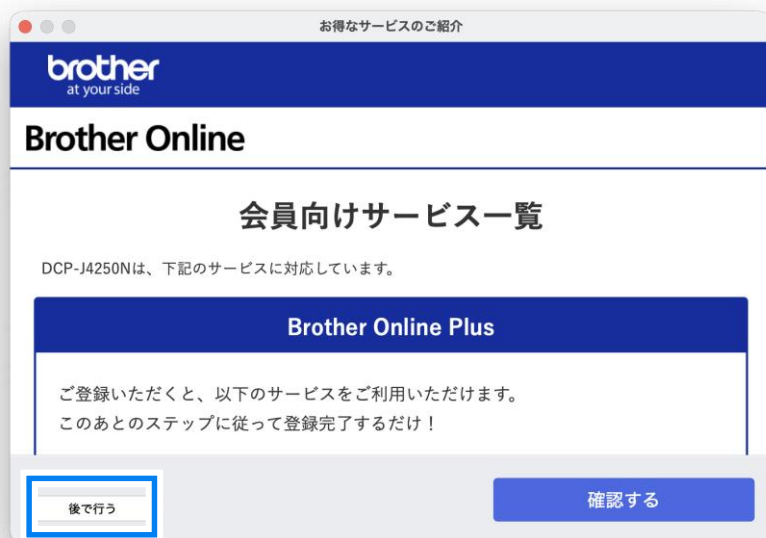 お得なサービスのご紹介
brother
at your side
Brother Online
会員向けサービス一覧
DCP-J4250Nは、下記のサービスに対応しています。
Brother Online Plus
ご登録いただくと、以下のサービスをご利用いただけます。
このあとのステップに従って登録完了するだけ！
後で行う
確認する